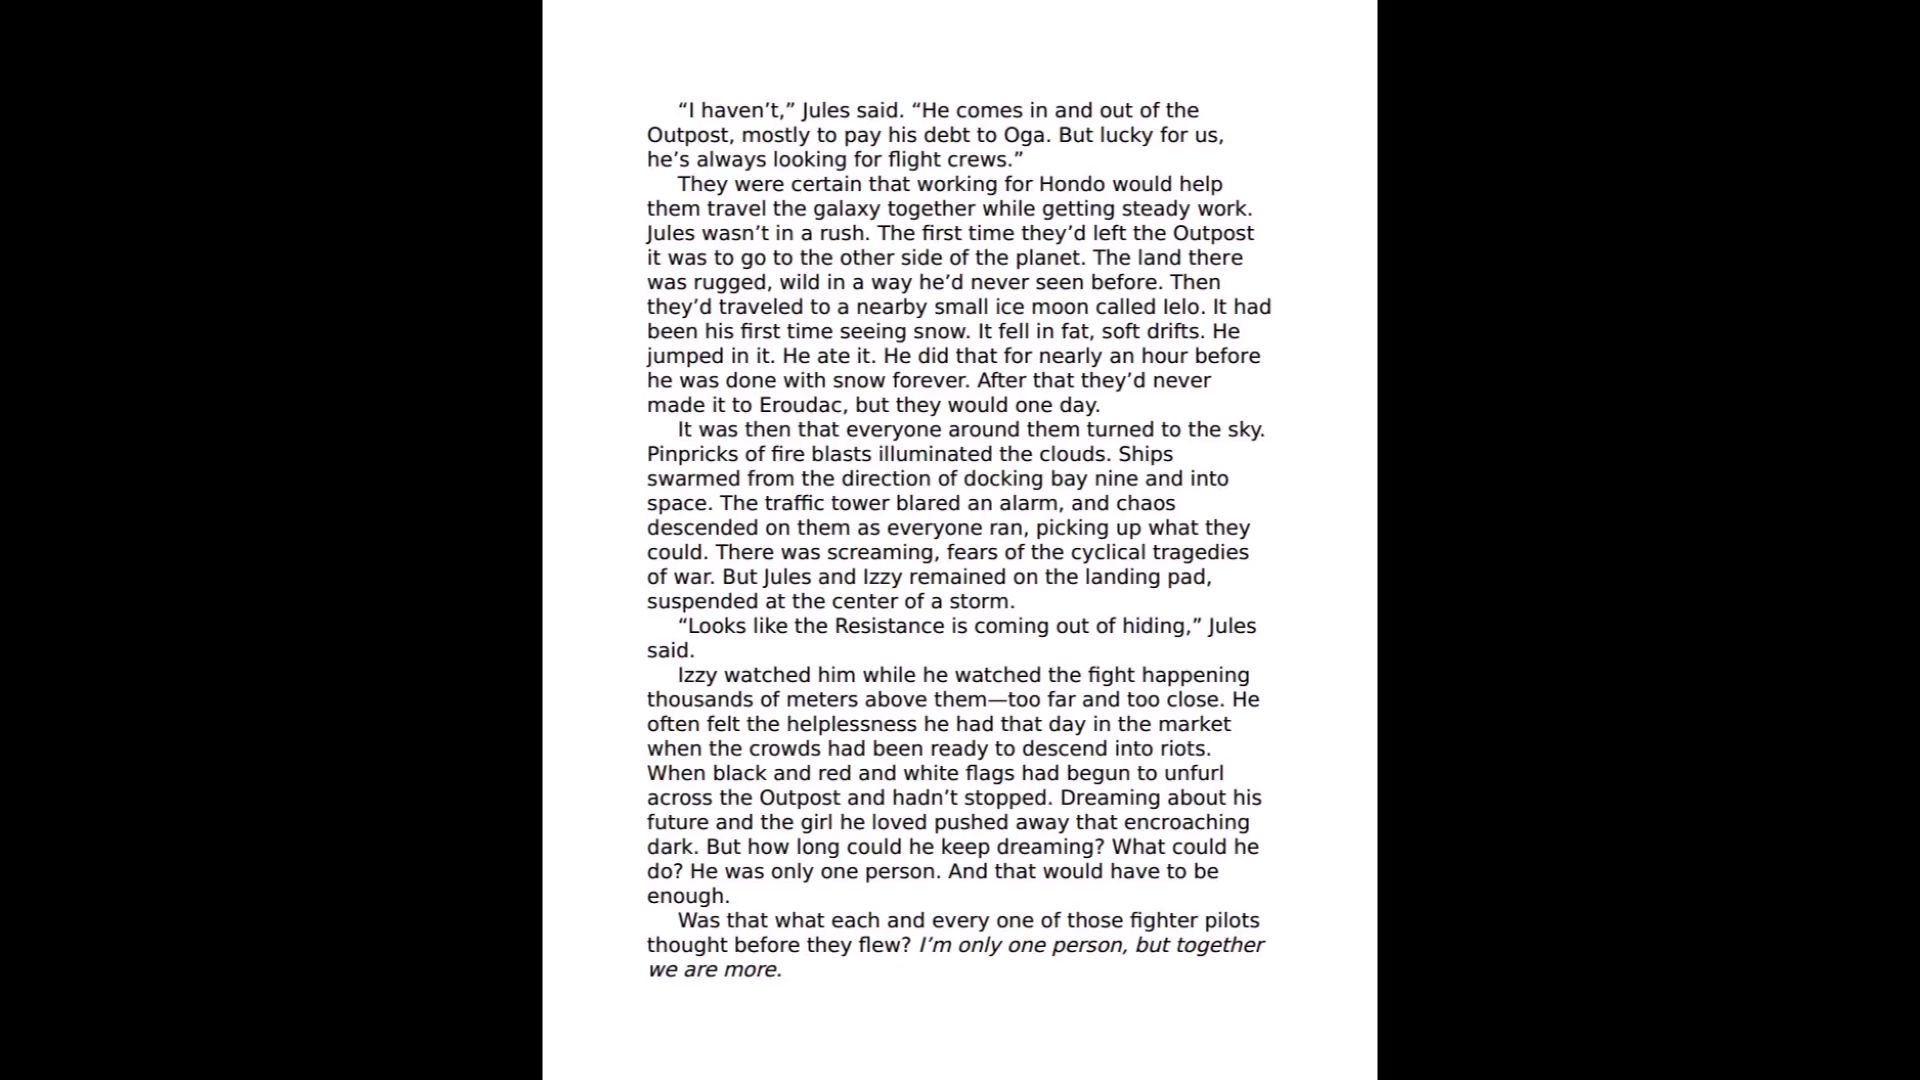 “I haven’t,” Jules said. “He comes in and out of the
Outpost, mostly to pay his debt to Oga. But lucky for us,
he’s always looking for flight crews.”
They were certain that working for Hondo would help
them travel the galaxy together while getting steady work.
Jules wasn’t in a rush. The first time they’d left the Outpost
it was to go to the other side of the planet. The land there
was rugged, wild in a way he’d never seen before. Then
they’d traveled to a nearby small ice moon called Ielo. It had
been his first time seeing snow. It fell in fat, soft drifts. He
jumped in it. He ate it. He did that for nearly an hour before
he was done with snow forever. After that they’d never
made it to Eroudac, but they would one day.
It was then that everyone around them turned to the sky.
Pinpricks of fire blasts illuminated the clouds. Ships
swarmed from the direction of docking bay nine and into
space. The traffic tower blared an alarm, and chaos
descended on them as everyone ran, picking up what they
could. There was screaming, fears of the cyclical tragedies
of war. But Jules and Izzy remained on the landing pad,
suspended at the center of a storm.
“Looks like the Resistance is coming out of hiding,” Jules
said.
Izzy watched him while he watched the fight happening
thousands of meters above them—too far and too close. He
often felt the helplessness he had that day in the market
when the crowds had been ready to descend into riots.
When black and red and white flags had begun to unfurl
across the Outpost and hadn’t stopped. Dreaming about his
future and the girl he loved pushed away that encroaching
dark. But how long could he keep dreaming? What could he
do? He was only one person. And that would have to be
enough.
Was that what each and every one of those fighter pilots
thought before they flew? I’m only one person, but together
we are more.